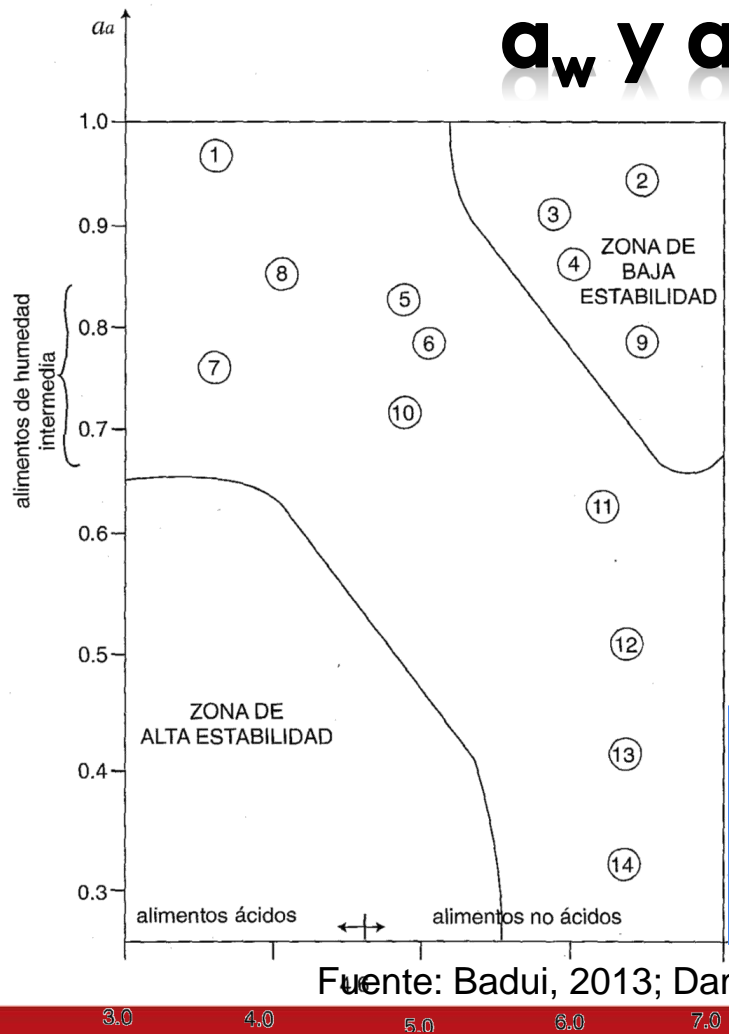 aw y a
aa
1.0
0.9
0.8
0.7
0.6
0.5
0.4
0.3
alimentos de humedad
intermedia
1
2
3
4
5
6
7
8
9
10
11
12
13
14
ZONA DE
BAJA
ESTABILIDAD
ZONA DE
ALTA ESTABILIDAD
alimentos ácidos
alimentos no ácidos
4.6
Fuente: Badui, 2013; Dar
3.0
4.0
5.0
6.0
7.0